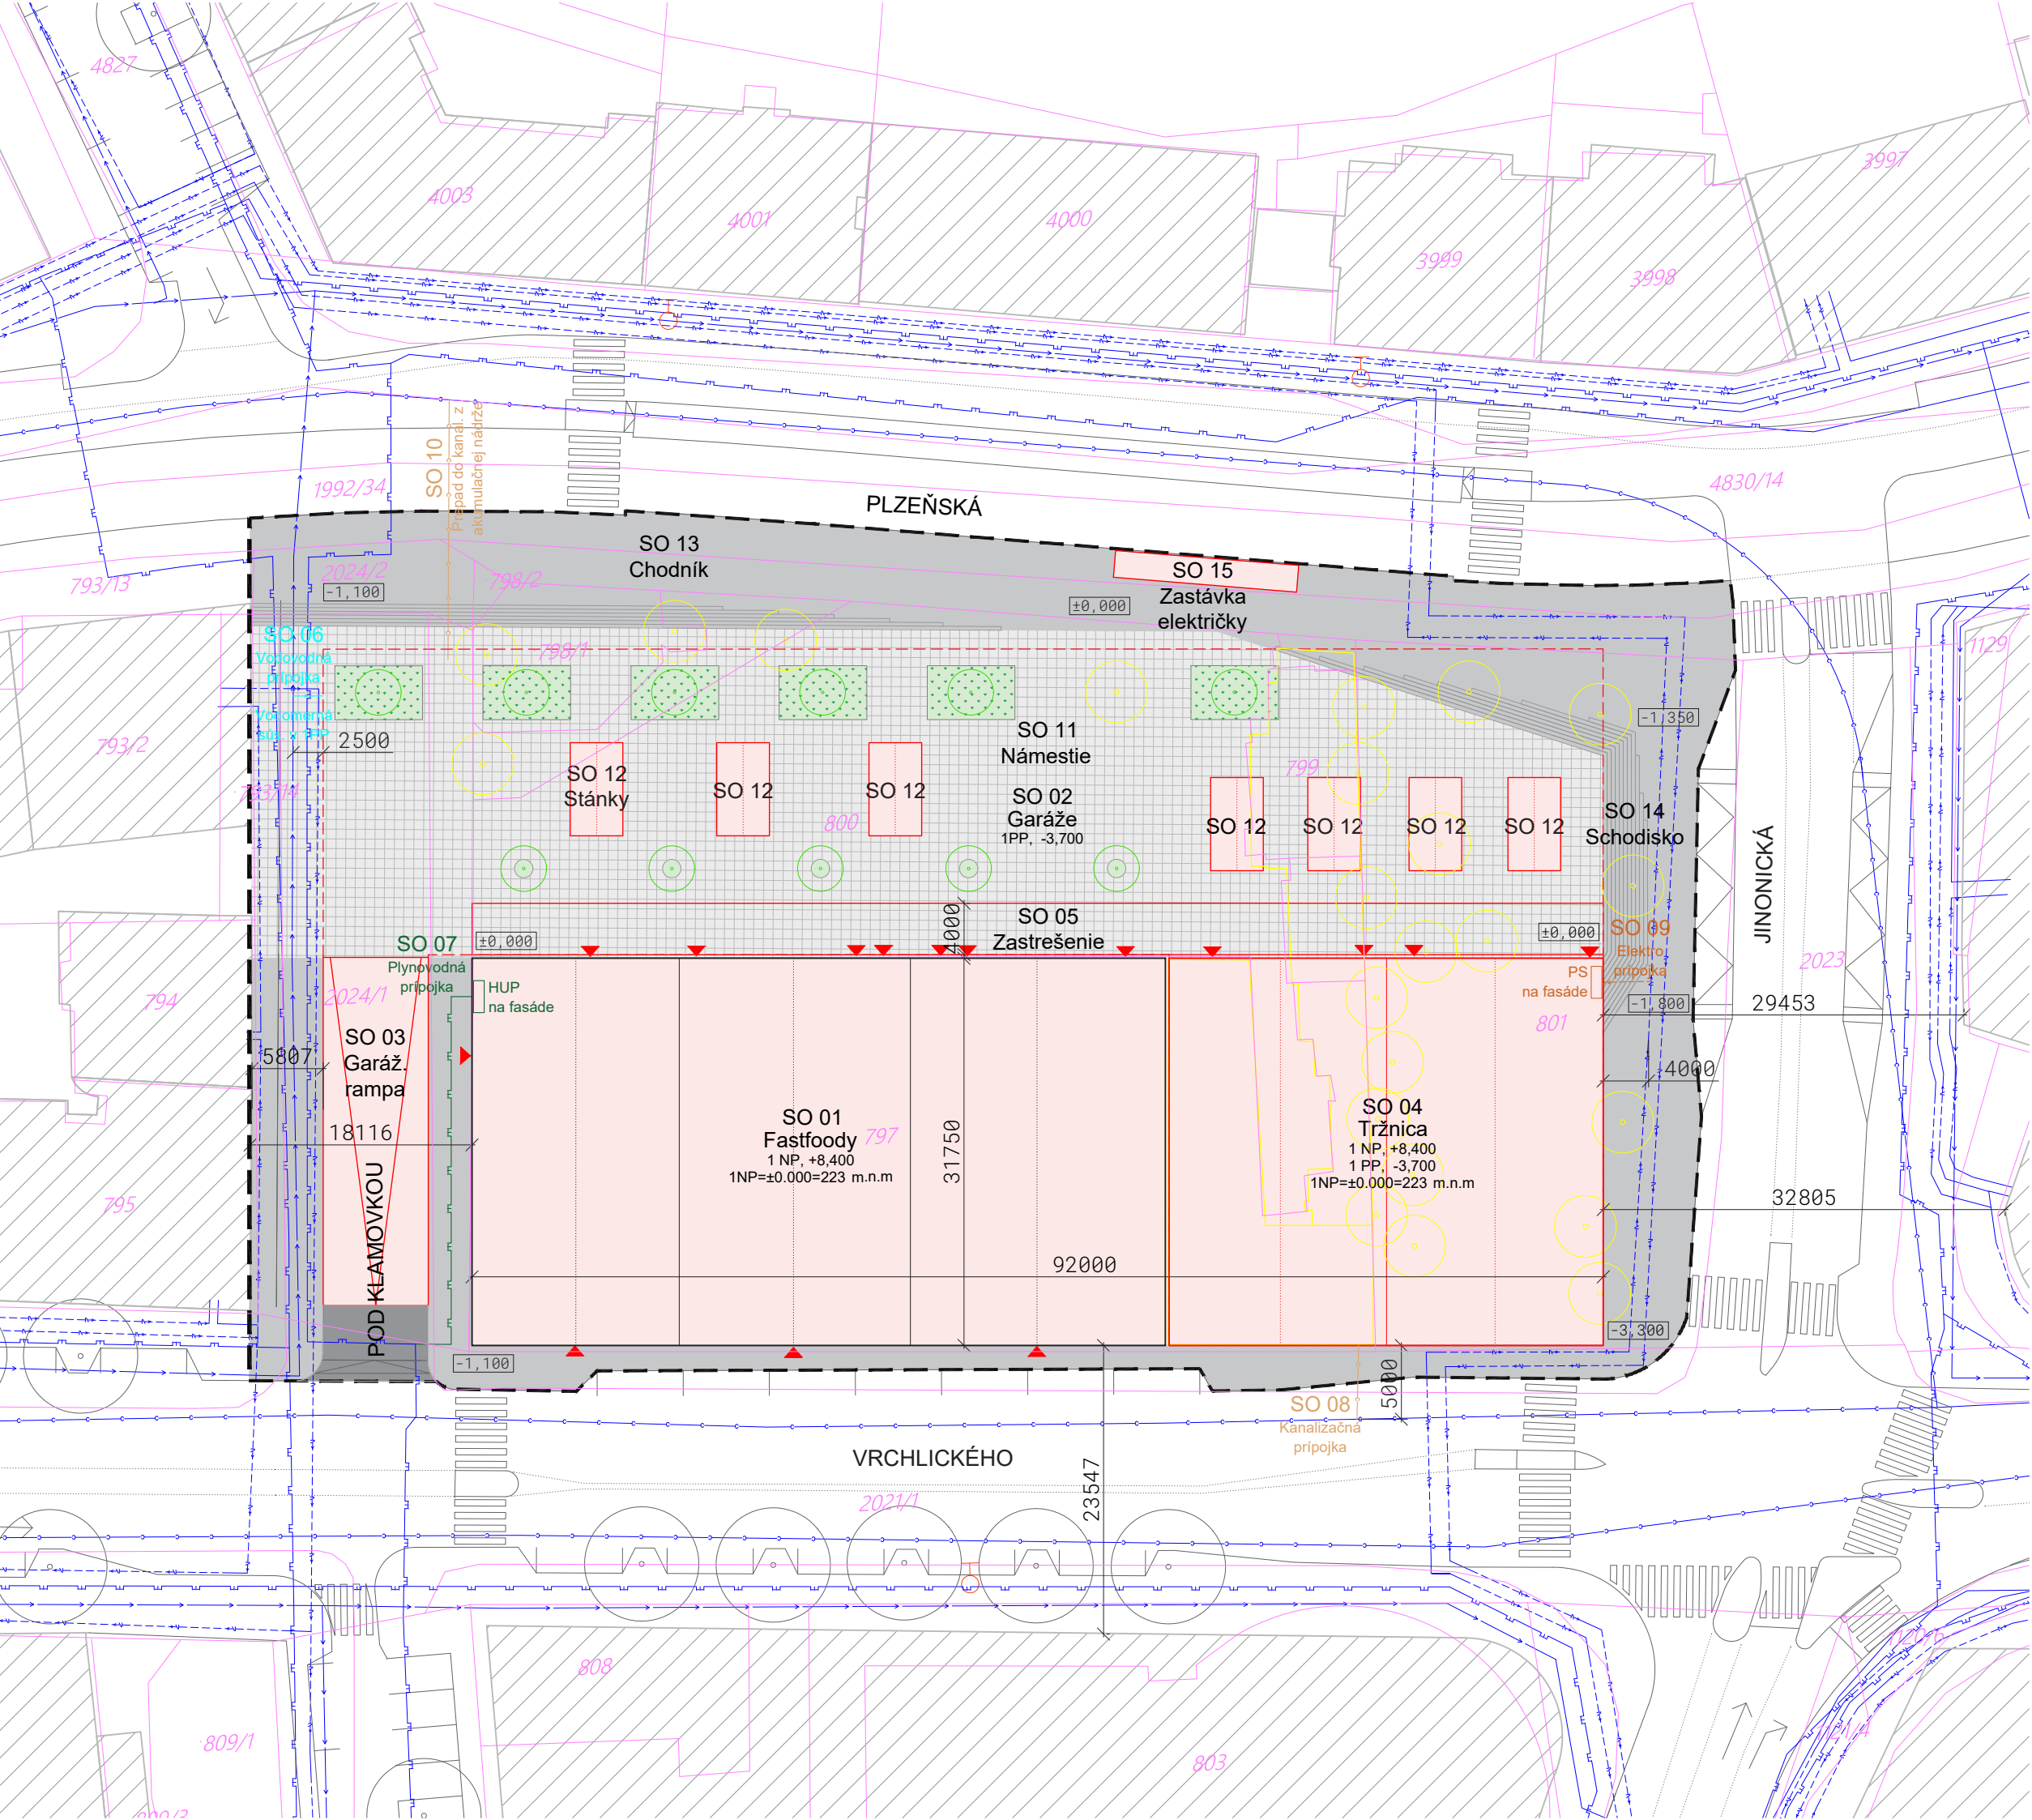 4827
4003
4001
4000
3999
3998
3997
1992/34
SO 10
Prepad do kanal. z
akumulačnej nádrže
PLZEŇSKÁ
4830/14
SO 13
Chodník
SO 15
Zastávka
električky
793/13
2024/2
798/2
-1,100
±0,000
SO 06
Vodovodná
prípojka
798/1
1129
Vodomerná
2500
793/2
793/14
SO 11
Námestie
799
-1,350
SO 12
Stánky
SO 12
SO 12
800
SO 02
Garáže
1PP, -3,700
SO 12
SO 12
SO 12
SO 12
SO 14
Schodisko
JINONICKÁ
4000
SO 05
Zastrešenie
±0,000
±0,000
SO 07
Plynovodná
prípojka
HUP
na fasáde
SO 09
Elektro
prípojka
PS
na fasáde
2023
794
2024/1
801
-1,800
29453
SO 03
Garáž.
rampa
5807
4000
18116
SO 01
Fastfoody
1 NP, +8,400
1NP=±0.000=223 m.n.m
797
31750
SO 04
Tržnica
1 NP, +8,400
1 PP, -3,700
1NP=±0.000=223 m.n.m
795
32805
POD KLAMOVKOU
92000
-3,300
-1,100
5000
SO 08
Kanalizačná
prípojka
VRCHLICKÉHO
23547
2021/1
808
809/1
803